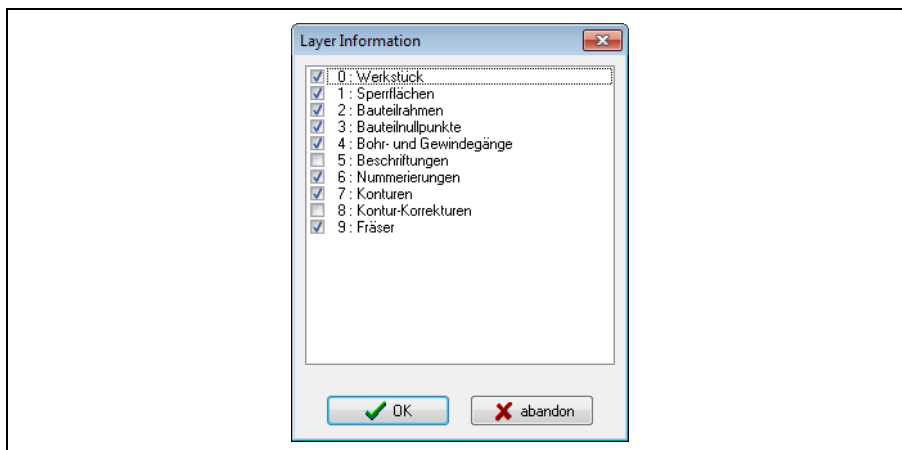 Layer Information
0 : Werkstück
1 : Sperrflächen
2 : Bauteilrahmen
3 : Bauteilnullpunkte
4 : Bohr- und Gewindegänge
5 : Beschriftungen
6 : Nummerierungen
7 : Konturen
8 : Kontur-Korrekturen
9 : Fräser
OK
abandon